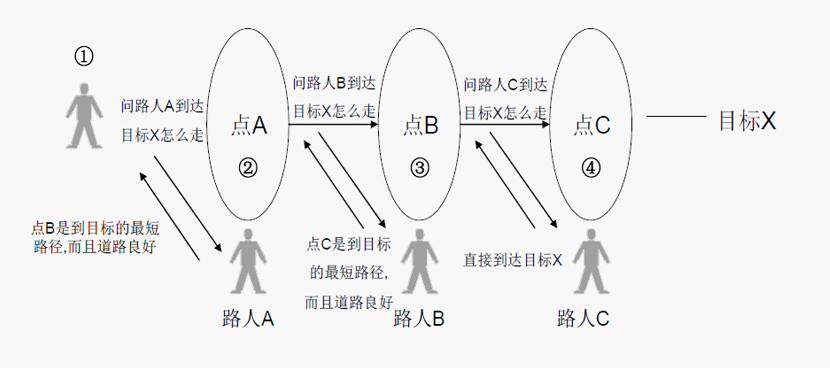 ①
问路人A到达
目标X怎么走
点B是到目标的最短
路径,而且道路良好
点A
②
路人A
问路人B到达
目标X怎么走
点C是到目标
的最短路径,
而且道路良好
点B
③
路人B
问路人C到达
目标X怎么走
直接到达目标X
点C
④
路人C
目标X